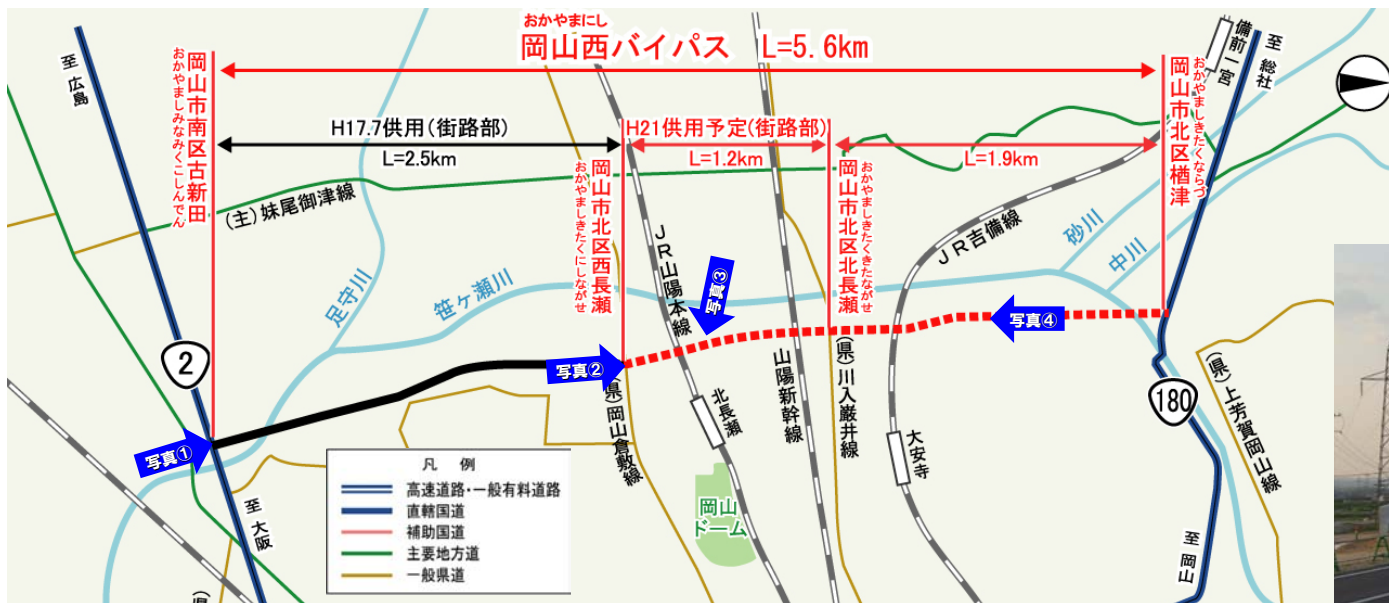 おかやまにし
岡山西バイパス L=5.6km
至 広島
岡山市南区古新田
おかやましみなみくこしんでん
H17.7供用(街路部)
L=2.5km
H21供用予定(街路部)
L=1.2km
L=1.9km
備前一宮
至 総社
岡山市北区楢津
おかやましきたくならづ
岡山市北区西長瀬
おかやましきたくにしながせ
岡山市北区北長瀬
おかやましきたくきたながせ
(主)妹尾御津線
足守川
笹ヶ瀬川
JR山陽本線
写真③
JR吉備線
砂川
中川
写真④
写真②
写真①
2
至 大阪
(県)岡山倉敷線
北長瀬
岡山
ドーム
山陽新幹線
(県)川入巌井線
大安寺
180
(県)上芳賀岡山線
至 岡山
凡 例
高速道路・一般有料道路
直轄国道
補助国道
主要地方道
一般県道
(県)